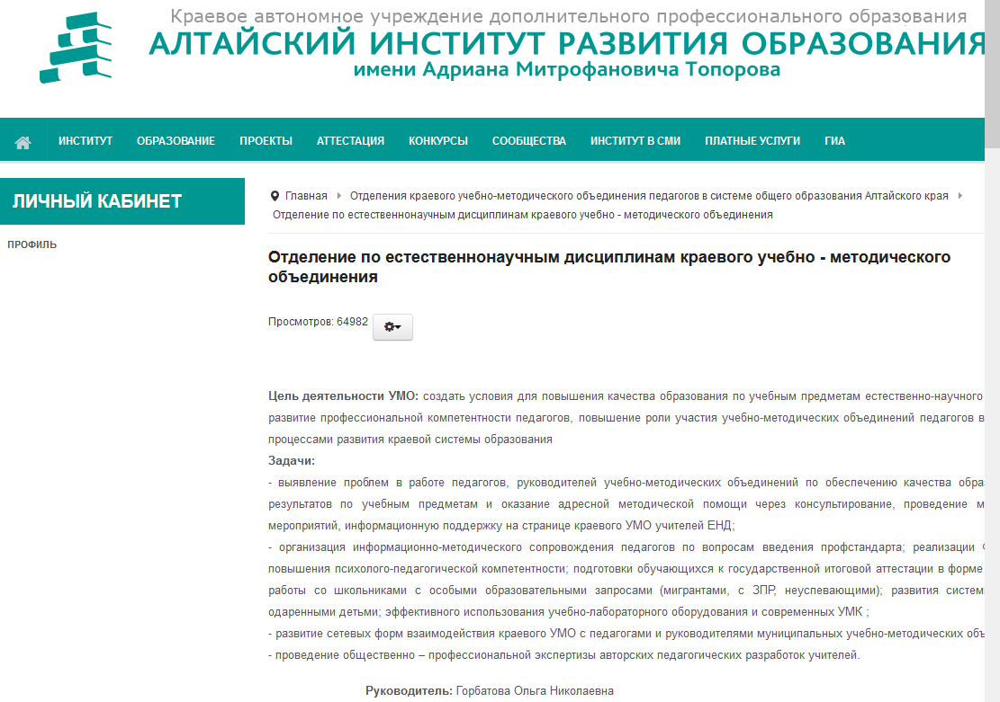 Краевое автономное учреждение дополнительного профессионального образования
АЛТАЙСКИЙ ИНСТИТУТ РАЗВИТИЯ ОБРАЗОВАНИЯ
имени Адриана Митрофановича Топорова
ИНСТИТУТ ОБРАЗОВАНИЕ ПРОЕКТЫ АТТЕСТАЦИЯ КОНКУРСЫ СООБЩЕСТВА ИНСТИТУТ В СМИ ПЛАТНЫЕ УСЛУГИ ГИА
ЛИЧНЫЙ КАБИНЕТ
ПРОФИЛЬ
Главная Отделения краевого учебно-методического объединения педагогов в системе общего образования Алтайского края
Отделение по естественнонаучным дисциплинам краевого учебно - методического объединения
Отделение по естественнонаучным дисциплинам краевого учебно - методического
объединения
Просмотров: 64982
Цель деятельности УМО: создать условия для повышения качества образования по учебным предметам естественно-научного
развитие профессиональной компетентности педагогов, повышение роли участия учебно-методических объединений педагогов в
процессами развития краевой системы образования
Задачи:
- выявление проблем в работе педагогов, руководителей учебно-методических объединений по обеспечению качества обра
результатов по учебным предметам и оказание адресной методической помощи через консультирование, проведение м
мероприятий, информационную поддержку на странице краевого УМО учителей ЕНД;
- организация информационно-методического сопровождения педагогов по вопросам введения профстандарта; реализации
повышения психолого-педагогической компетентности; подготовки обучающихся к государственной итоговой аттестации в форме
работы со школьниками с особыми образовательными запросами (мигрантами, с ЗПР, неуспевающими); развития систем
одаренными детьми; эффективного использования учебно-лабораторного оборудования и современных УМК ;
- развитие сетевых форм взаимодействия краевого УМО с педагогами и руководителями муниципальных учебно-методических объ
- проведение общественно – профессиональной экспертизы авторских педагогических разработок учителей.
Руководитель: Горбатова Ольга Николаевна